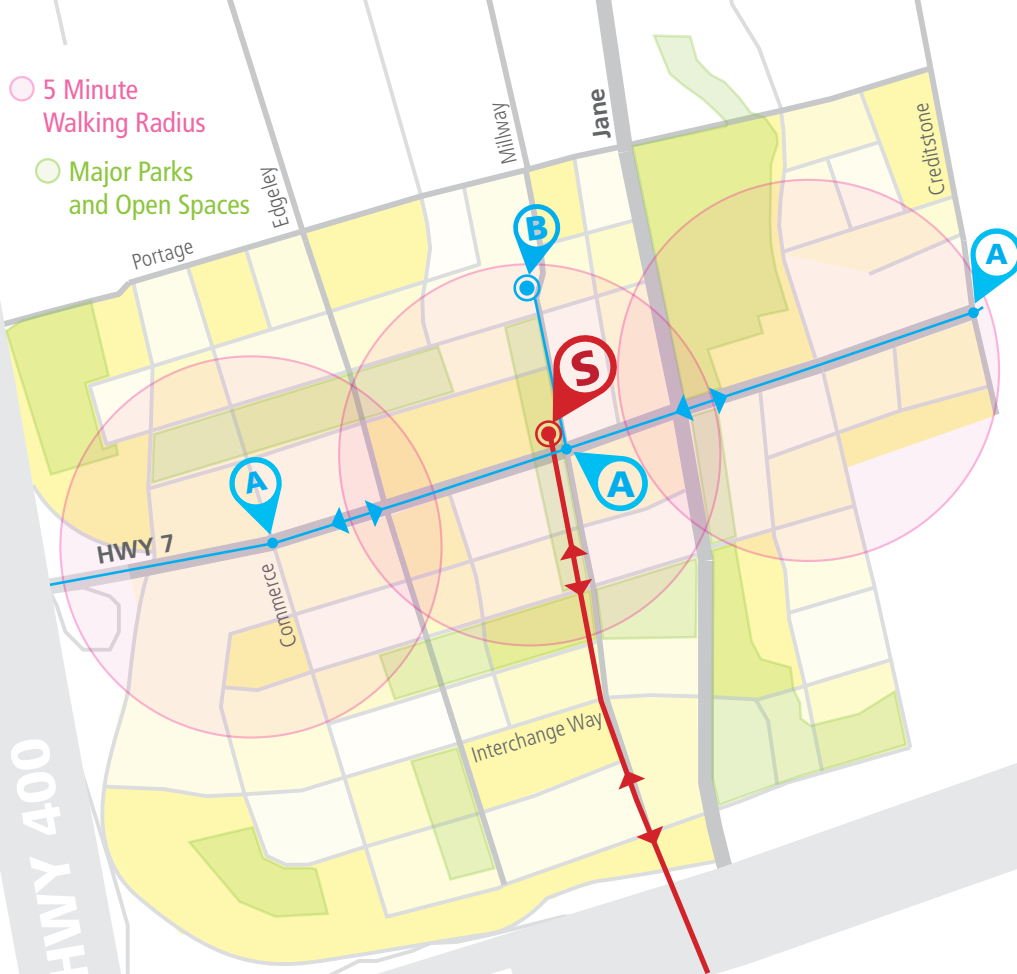 5 Minute
Walking Radius
Major Parks
and Open Spaces
Portage
Edgeley
Millway
Jane
Creditstone
B
A
S
A
A
HWY 7
Commerce
Interchange Way
HWY 400